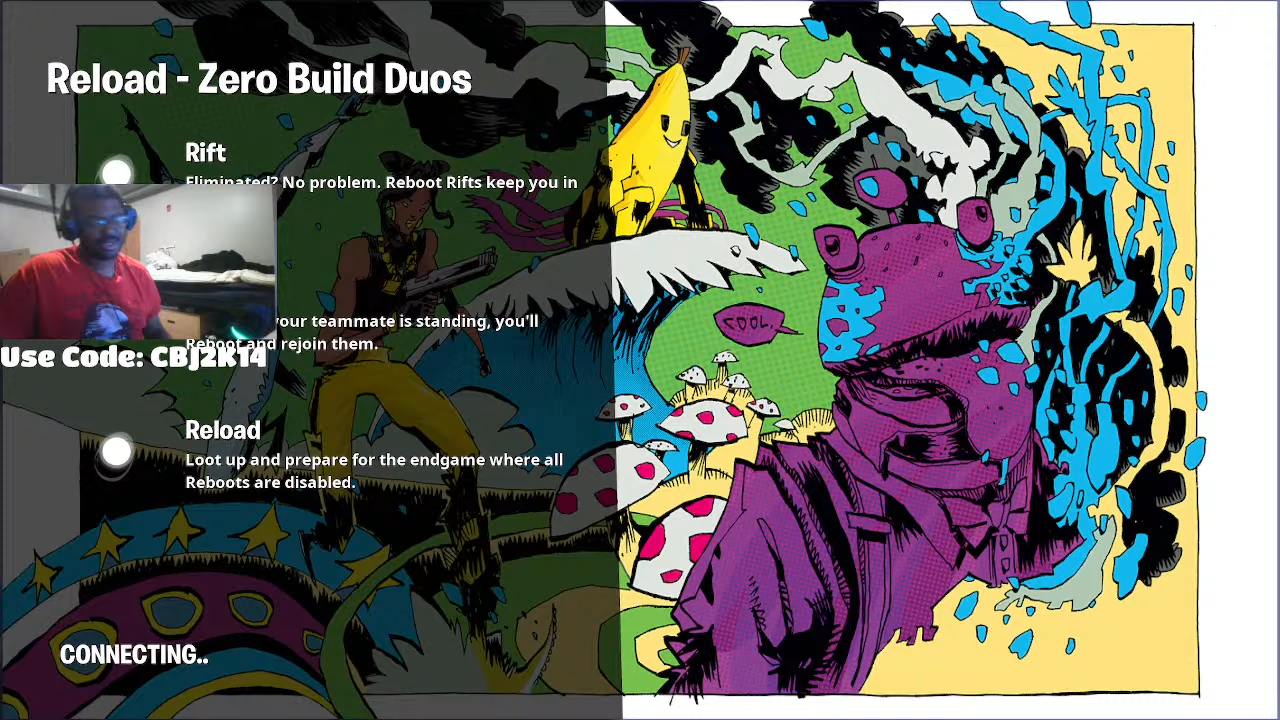 Reload - Zero Build Duos
Rift
Eliminated? No problem. Reboot Rifts keep you in
your teammate is standing, you'll
Reboot and rejoin them.
Use Code: CBJ2K14
COOL.
Reload
Loot up and prepare for the endgame where all
Reboots are disabled.
CONNECTING..